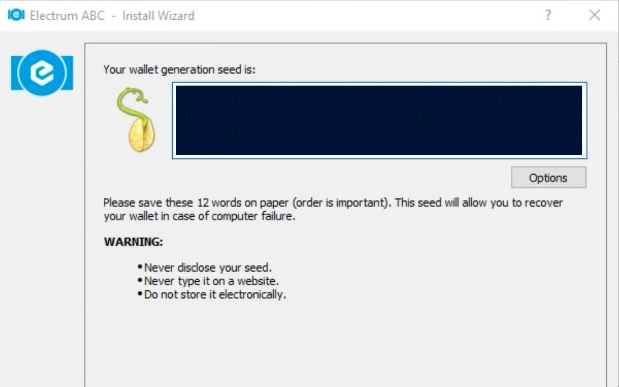 Electrum ABC - Install Wizard
Your wallet generation seed is:
Options
Please save these 12 words on paper (order is important). This seed will allow you to recover
your wallet in case of computer failure.
WARNING:
•Never disclose your seed.
•Never type it on a website.
•Do not store it electronically.